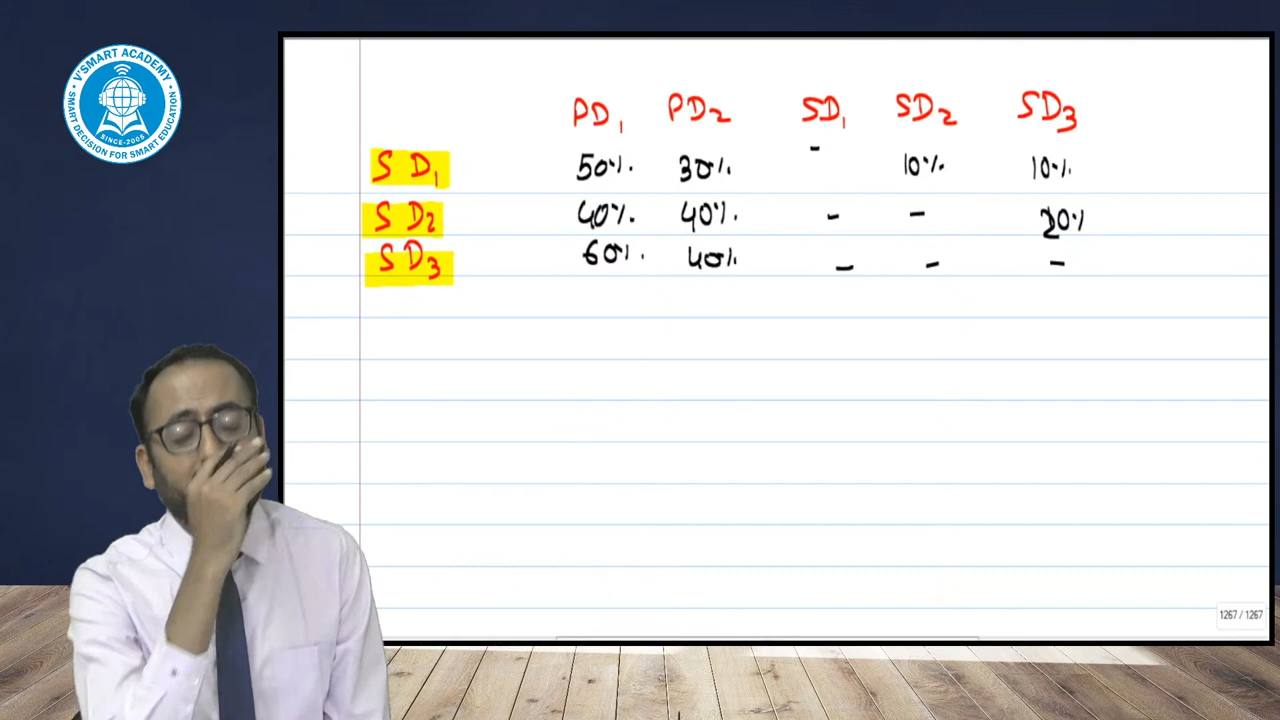 V'SMART ACADEMY
SMART DECISION FOR SMART EDUCATION
SINCE-2005
PD1 PD2 SD1 SD2 SD3
SD1 50% 30% - 10% 10%
SD2 40% 40% - - 20%
SD3 60% 40% - - -
1267 / 1267